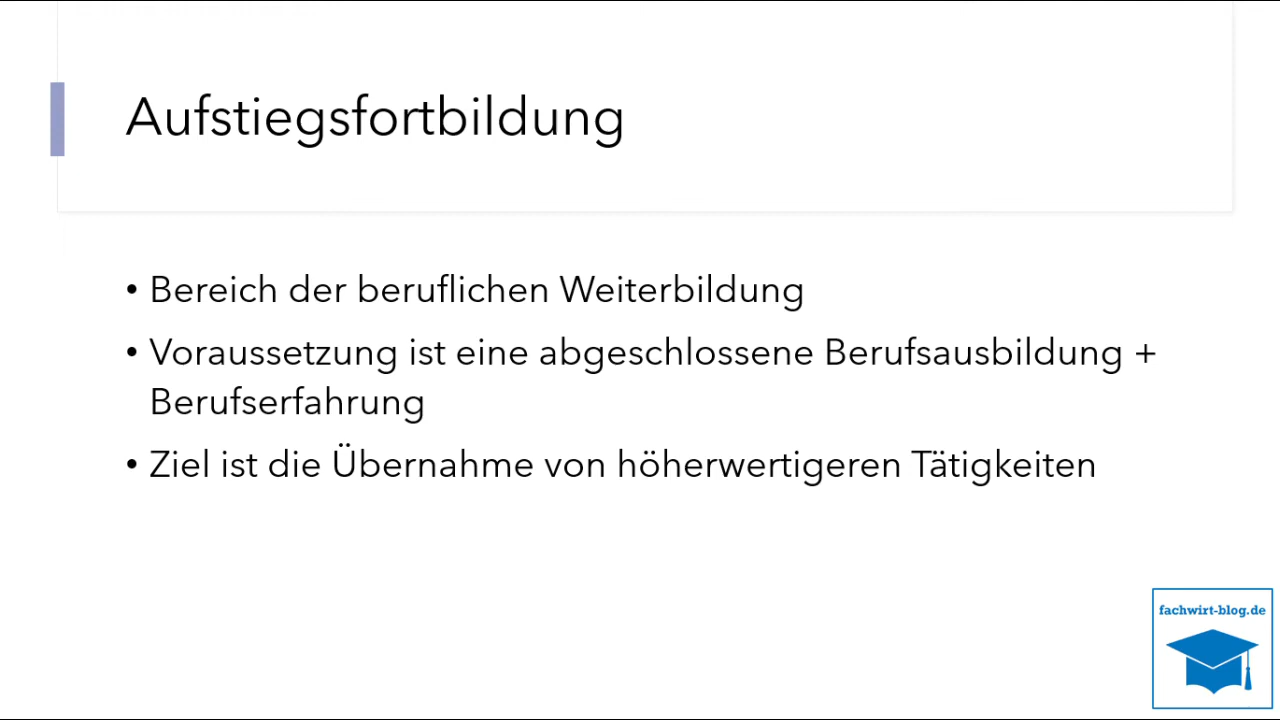 Aufstiegsfortbildung
• Bereich der beruflichen Weiterbildung
• Voraussetzung ist eine abgeschlossene Berufsausbildung +
Berufserfahrung
• Ziel ist die Übernahme von höherwertigeren Tätigkeiten
fachwirt-blog.de